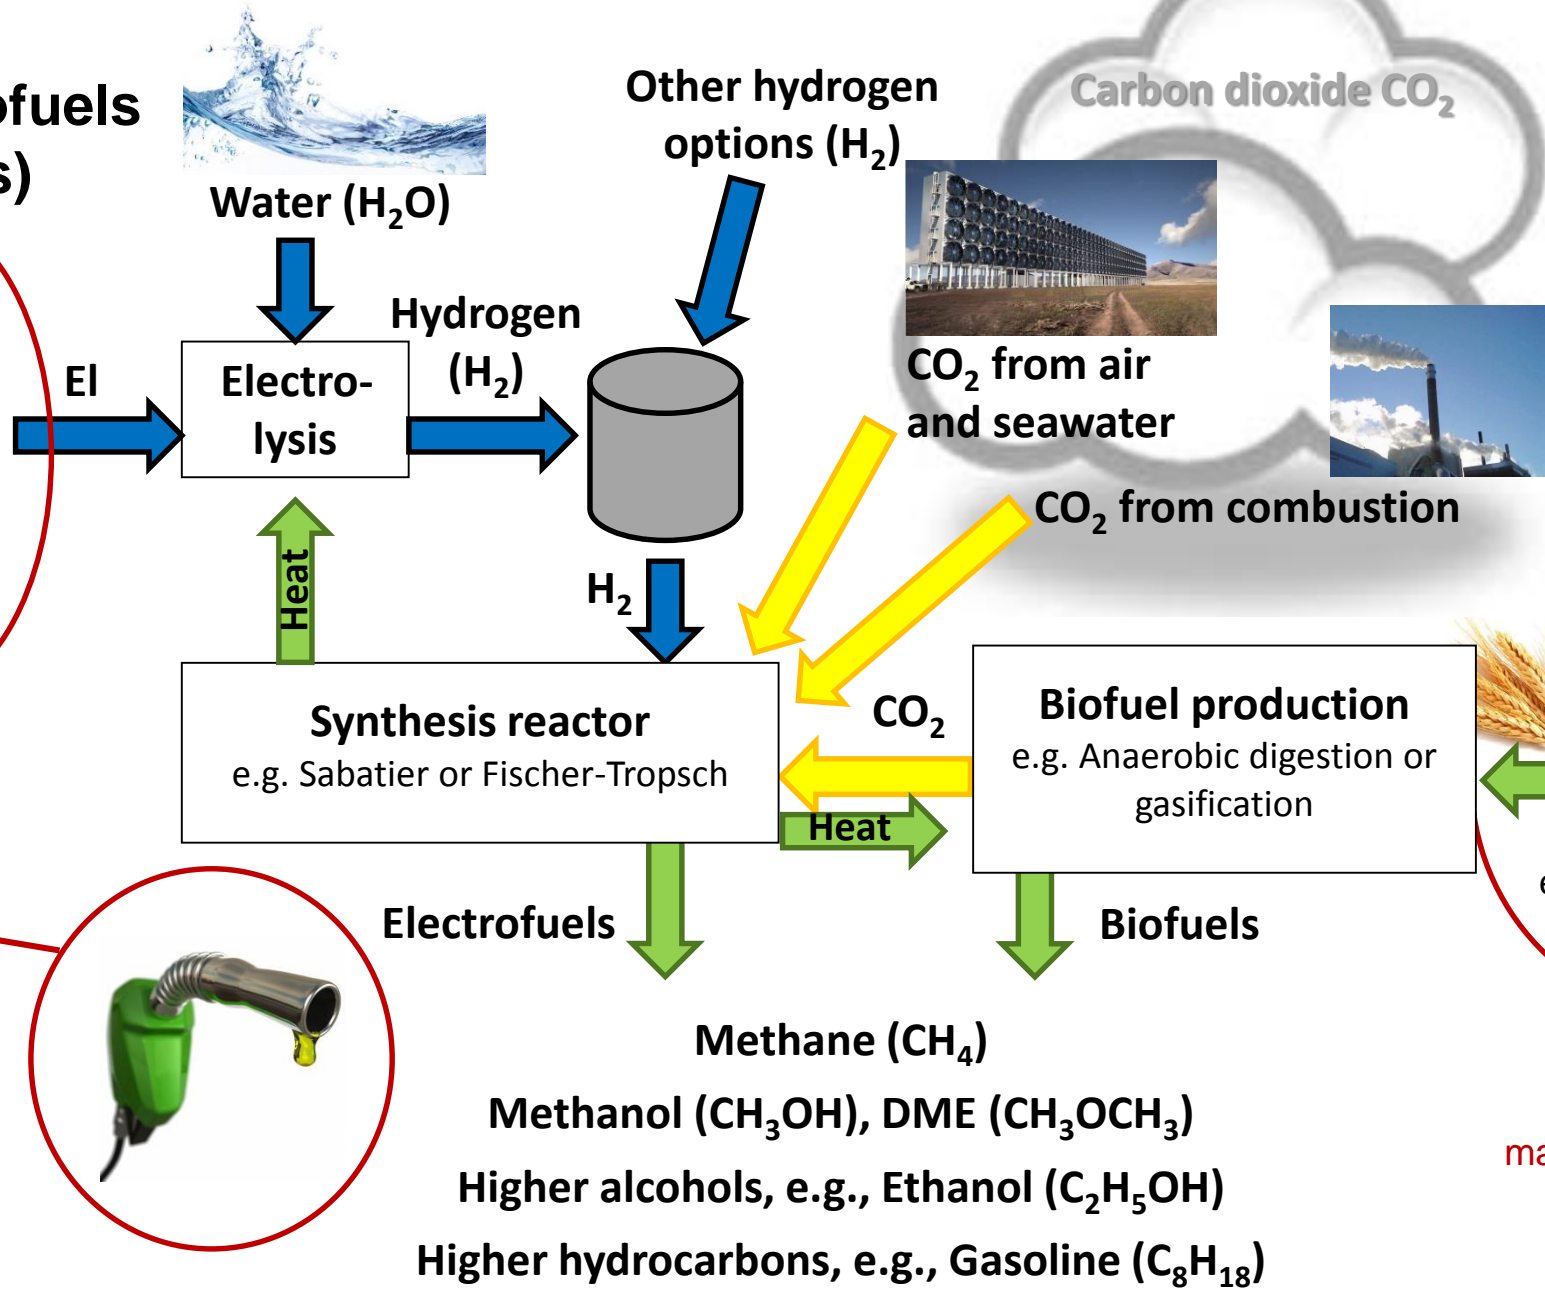 ofuels
s)
Water (H₂O)
Other hydrogen
options (H₂)
Carbon dioxide CO₂
Hydrogen
(H₂)
El
Electro-
lysis
CO₂ from air
and seawater
CO₂ from combustion
Heat
H₂
Synthesis reactor
e.g. Sabatier or Fischer-Tropsch
CO₂
Heat
Biofuel production
e.g. Anaerobic digestion or
gasification
Electrofuels
Biofuels
Methane (CH₄)
Methanol (CH₃OH), DME (CH₃OCH₃)
Higher alcohols, e.g., Ethanol (C₂H₅OH)
Higher hydrocarbons, e.g., Gasoline (C₈H₁₈)
ma